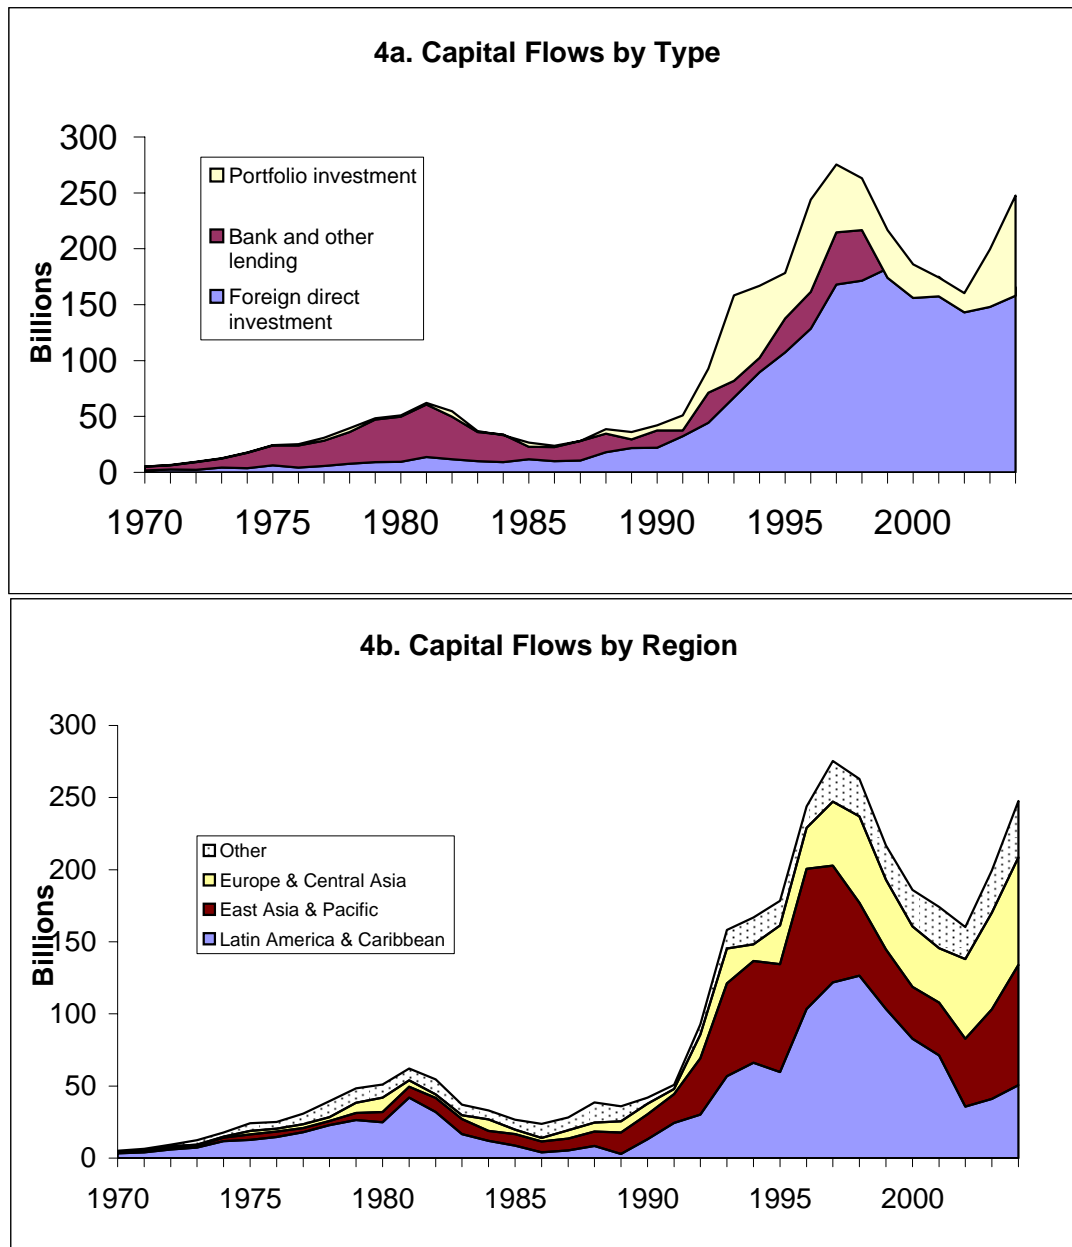 4a. Capital Flows by Type
300
250
200
150
100
50
0
Billions
Portfolio investment
Bank and other
lending
Foreign direct
investment
1970 1975 1980 1985 1990 1995 2000
4b. Capital Flows by Region
300
250
200
150
100
50
0
Billions
Other
Europe & Central Asia
East Asia & Pacific
Latin America & Caribbean
1970 1975 1980 1985 1990 1995 2000